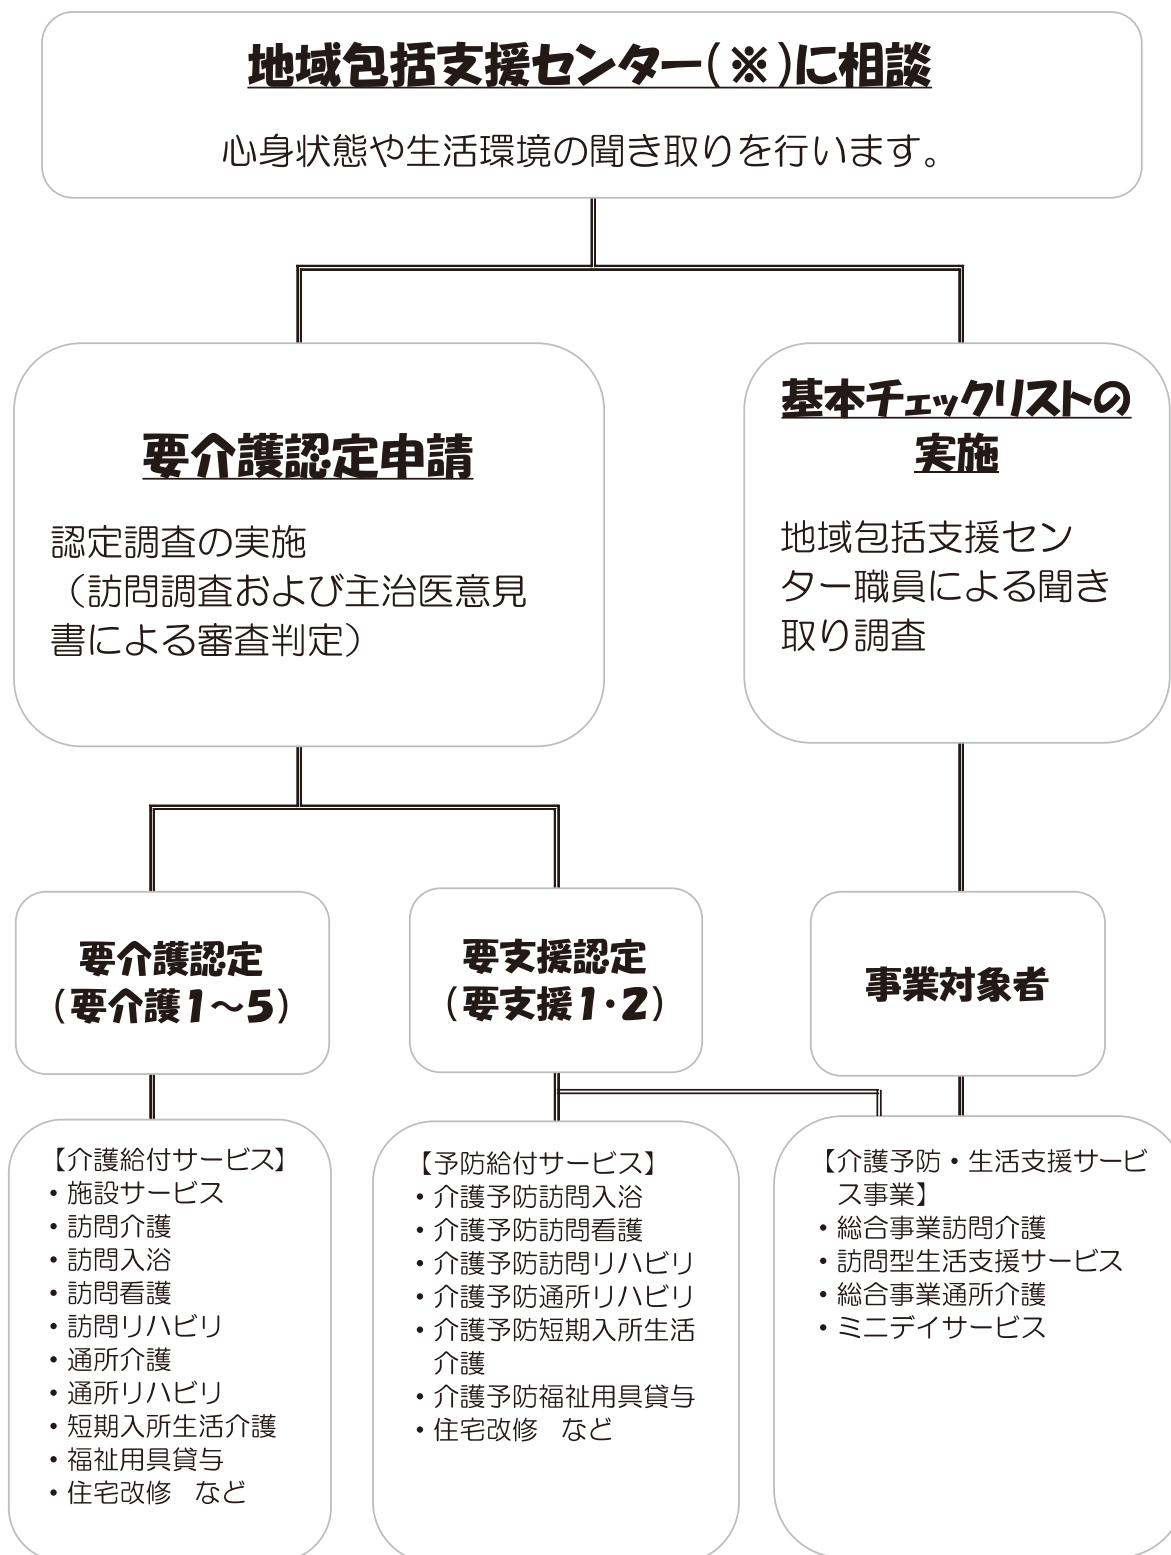 地域包括支援センター(※)に相談
心身状態や生活環境の聞き取りを行います。
要介護認定申請
認定調査の実施
（訪問調査および主治医意見
書による審査判定）
基本チェックリストの
実施
地域包括支援セン
ター職員による聞き
取り調査
要介護認定
（要介護1～5）
要支援認定
（要支援1・2）
事業対象者
【介護給付サービス】
・施設サービス
・訪問介護
・訪問入浴
・訪問看護
・訪問リハビリ
・通所介護
・通所リハビリ
・短期入所生活介護
・福祉用具貸与
・住宅改修　など
【予防給付サービス】
・介護予防訪問入浴
・介護予防訪問看護
・介護予防訪問リハビリ
・介護予防通所リハビリ
・介護予防短期入所生活
介護
・介護予防福祉用具貸与
・住宅改修　など
【介護予防・生活支援サービ
ス事業】
・総合事業訪問介護
・訪問型生活支援サービス
・総合事業通所介護
・ミニデイサービス